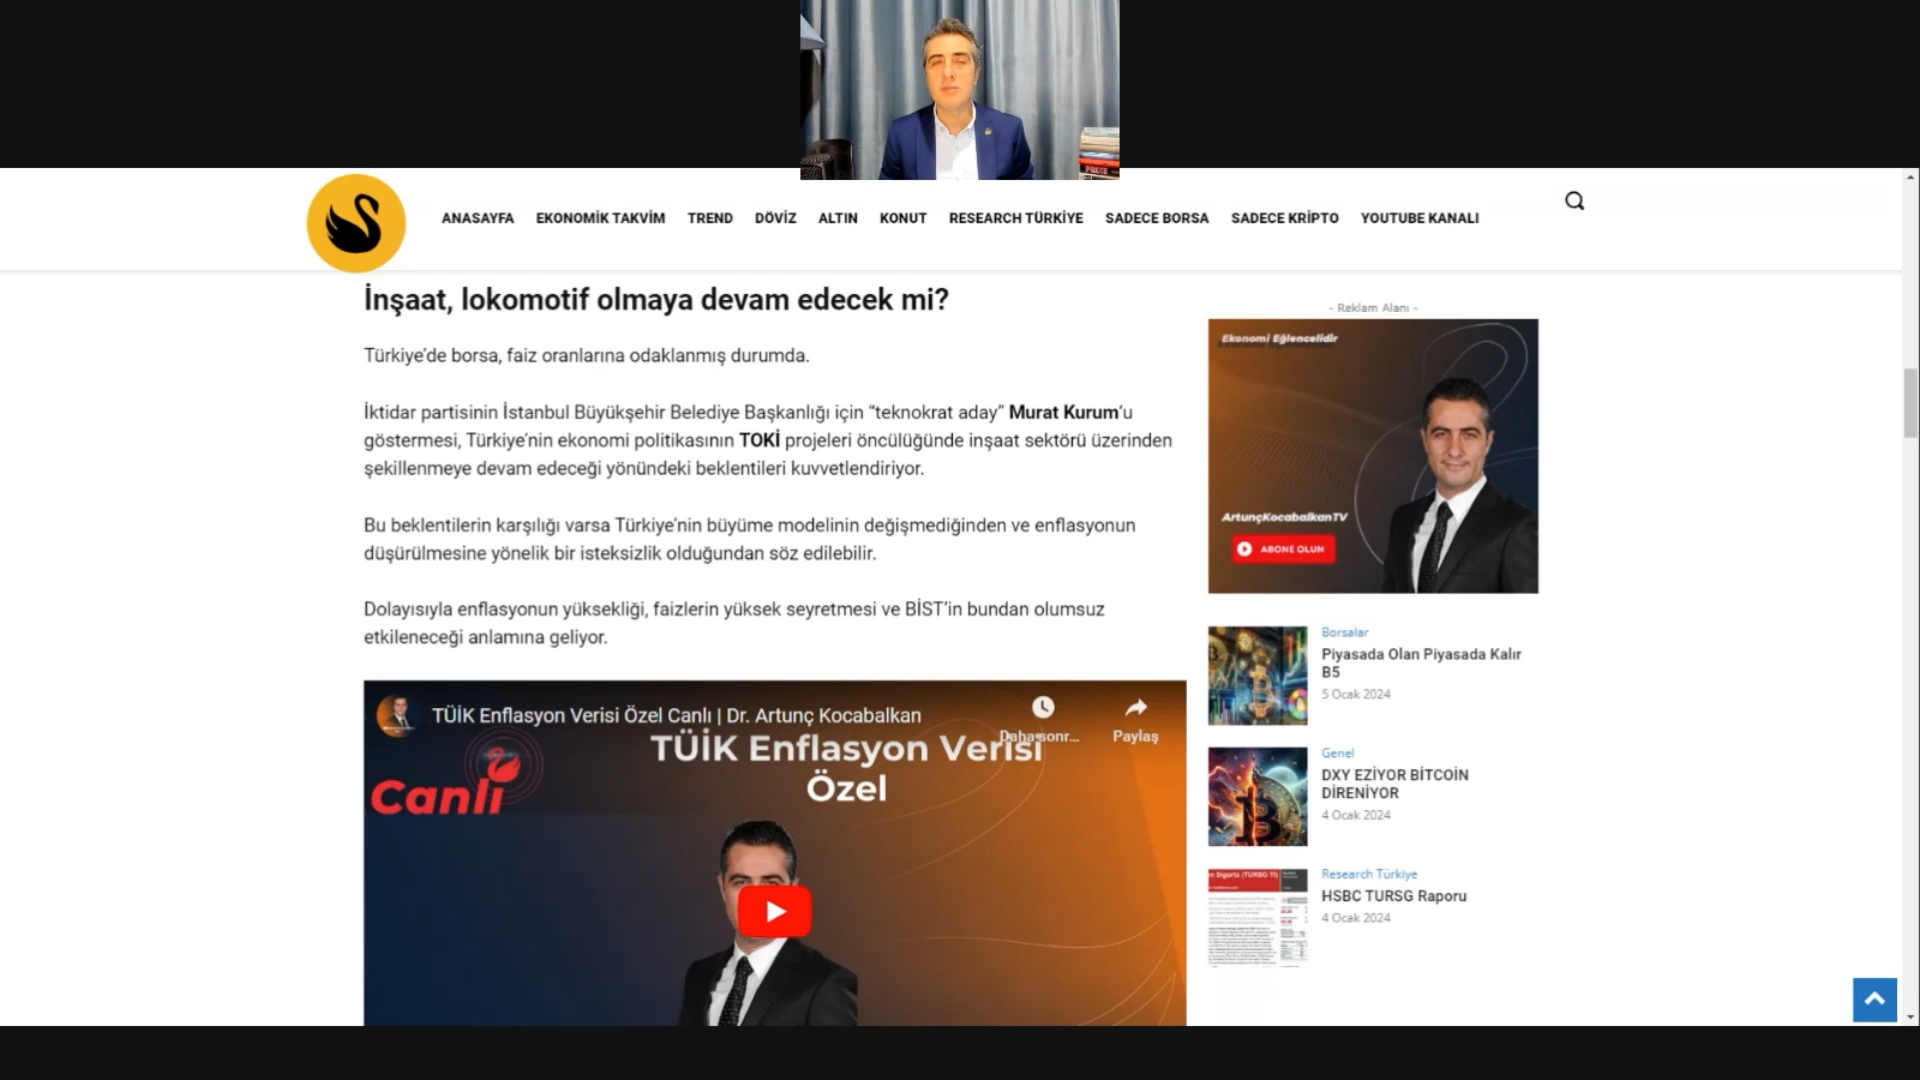 PRICE
ANASAYFA EKONOMİK TAKVİM TREND DÖVİZ ALTIN KONUT RESEARCH TÜRKİYE SADECE BORSA SADECE KRİPTO YOUTUBE KANALI
İnşaat, lokomotif olmaya devam edecek mi?
Türkiye’de borsa, faiz oranlarına odaklanmış durumda.
İktidar partisinin İstanbul Büyükşehir Belediye Başkanlığı için “teknokrat aday” Murat Kurum‘u
göstermesi, Türkiye’nin ekonomi politikasının TOKİ projeleri öncülüğünde inşaat sektörü üzerinden
şekillenmeye devam edeceği yönündeki beklentileri kuvvetlendiriyor.
Bu beklentilerin karşılığı varsa Türkiye’nin büyüme modelinin değişmediğinden ve enflasyonun
düşürülmesine yönelik bir isteksizlik olduğundan söz edilebilir.
Dolayısıyla enflasyonun yüksekliği, faizlerin yüksek seyretmesi ve BİST’in bundan olumsuz
etkileneceği anlamına geliyor.
TÜİK Enflasyon Verisi Özel Canlı | Dr. Artunç Kocabalkan
Daha sonr...
Paylaş
TÜİK Enflasyon Verisi
Özel
Canlı
- Reklam Alanı -
Ekonomi Eğlencelidir
ArtunçKocabalkanTV
ABONE OLUN
Borsalar
Piyasada Olan Piyasada Kalır
B5
5 Ocak 2024
Genel
DXY EZİYOR BİTCOİN
DİRENİYOR
4 Ocak 2024
Sigorta (TURSG TI)
Research Türkiye
HSBC TURSG Raporu
4 Ocak 2024